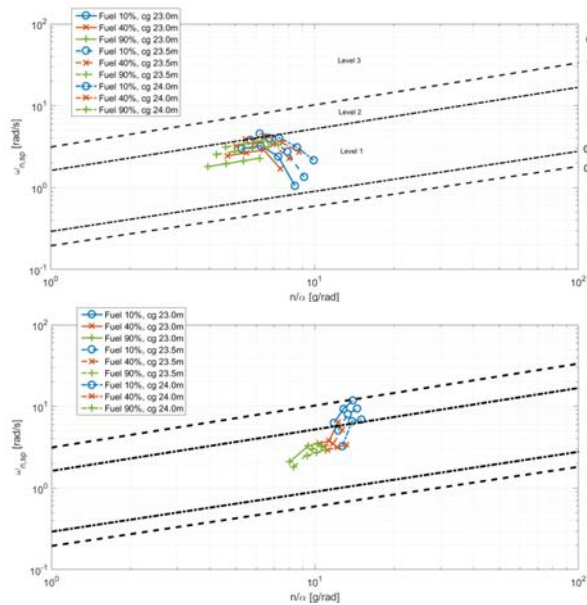 Fuel 10%, cg 23.0m
Fuel 40%, cg 23.0m
Fuel 90%, cg 23.0m
Fuel 10%, cg 23.5m
Fuel 40%, cg 23.5m
Fuel 90%, cg 23.5m
Fuel 10%, cg 24.0m
Fuel 40%, cg 24.0m
Fuel 90%, cg 24.0m
10²
10¹
10⁰
10⁻¹
ω'n,sp [rad/s]
Level 3
Level 2
Level 1
10⁰
10¹
10²
n/α [g/rad]
Fuel 10%, cg 23.0m
Fuel 40%, cg 23.0m
Fuel 90%, cg 23.0m
Fuel 10%, cg 23.5m
Fuel 40%, cg 23.5m
Fuel 90%, cg 23.5m
Fuel 10%, cg 24.0m
Fuel 40%, cg 24.0m
Fuel 90%, cg 24.0m
10²
10¹
10⁰
10⁻¹
ω'n,sp [rad/s]
10⁰
10¹
10²
n/α [g/rad]